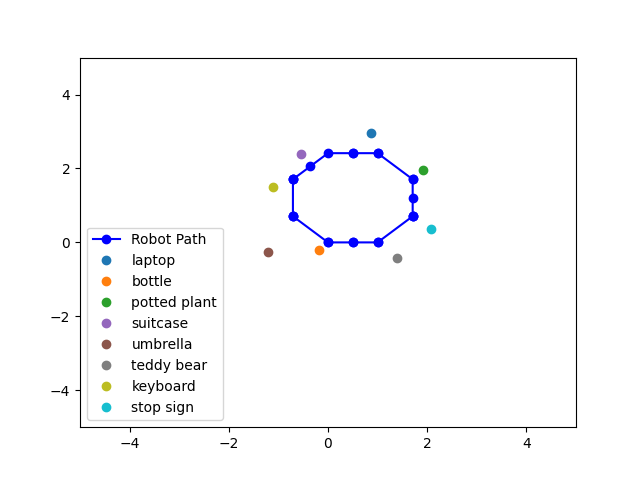 4
2
0
−2
−4
Robot Path
laptop
bottle
potted plant
suitcase
umbrella
teddy bear
keyboard
stop sign
−4 −2 0 2 4